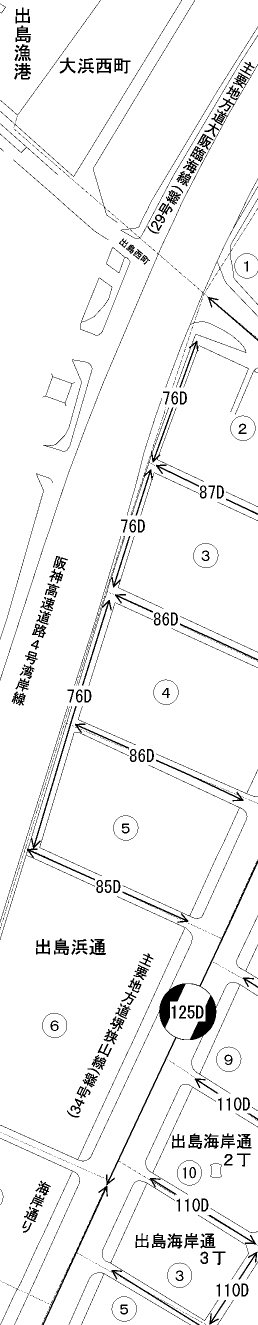 出島漁港
大浜西町
主要地方道大阪臨海線
(29号線)
出島西町
1
76D
2
87D
76D
3
86D
阪神高速道路4号湾岸線
76D
4
86D
5
85D
出島浜通
主要地方道堺狭山線
(34号線)
125D
6
9
110D
出島海岸通
2丁
10
海岸通り
110D
出島海岸通
3丁
3
110D
5